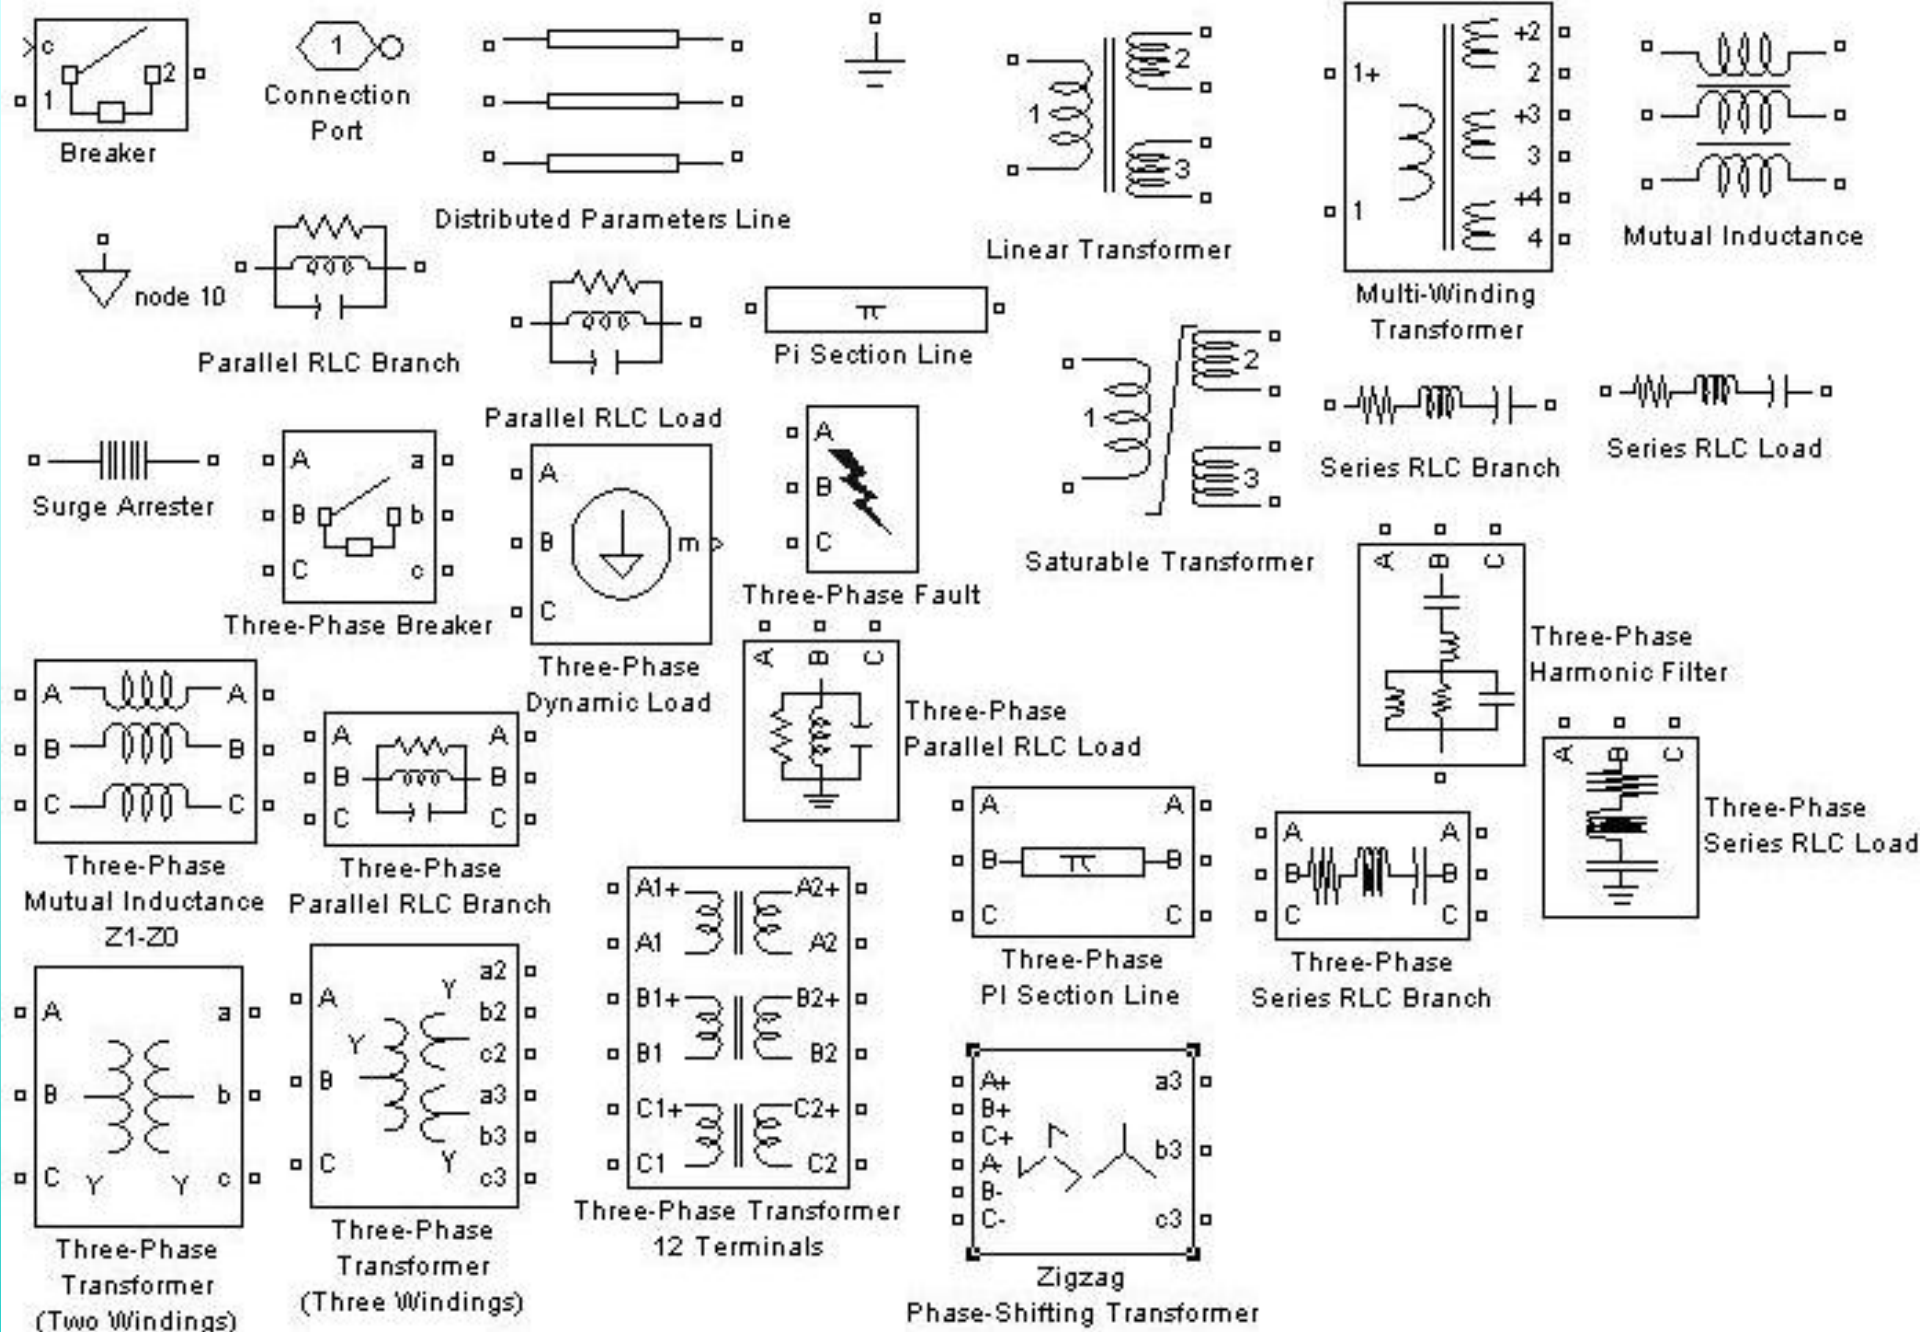 c
1
2
Breaker
1
Connection
Port
Distributed Parameters Line
1
2
3
Linear Transformer
1+
1
+2
2
+3
3
+4
4
Multi-Winding
Transformer
Mutual Inductance
node 10
Parallel RLC Branch
Parallel RLC Load
π
Pi Section Line
1
2
3
Saturable Transformer
Series RLC Branch
Series RLC Load
Surge Arrester
A a
B b
C c
Three-Phase Breaker
A
B m
C
Three-Phase
Dynamic Load
A
B
C
Three-Phase Fault
A B C
Three-Phase
Harmonic Filter
A A
B B
C C
Three-Phase
Mutual Inductance
Z1-Z0
A A
B B
C C
Three-Phase
Parallel RLC Branch
A B C
Three-Phase
Parallel RLC Load
A A
B π B
C C
Three-Phase
PI Section Line
A A
B B
C C
Three-Phase
Series RLC Branch
A B C
Three-Phase
Series RLC Load
A a
B b
C Y Y c
Three-Phase
Transformer
(Two Windings)
A
B
C
Y
Y
Y
a2
b2
c2
a3
b3
c3
Three-Phase
Transformer
(Three Windings)
A1+ A2+
A1 A2
B1+ B2+
B1 B2
C1+ C2+
C1 C2
Three-Phase Transformer
12 Terminals
A+
B+
C+
A-
B-
C-
a3
b3
c3
Zigzag
Phase-Shifting Transformer